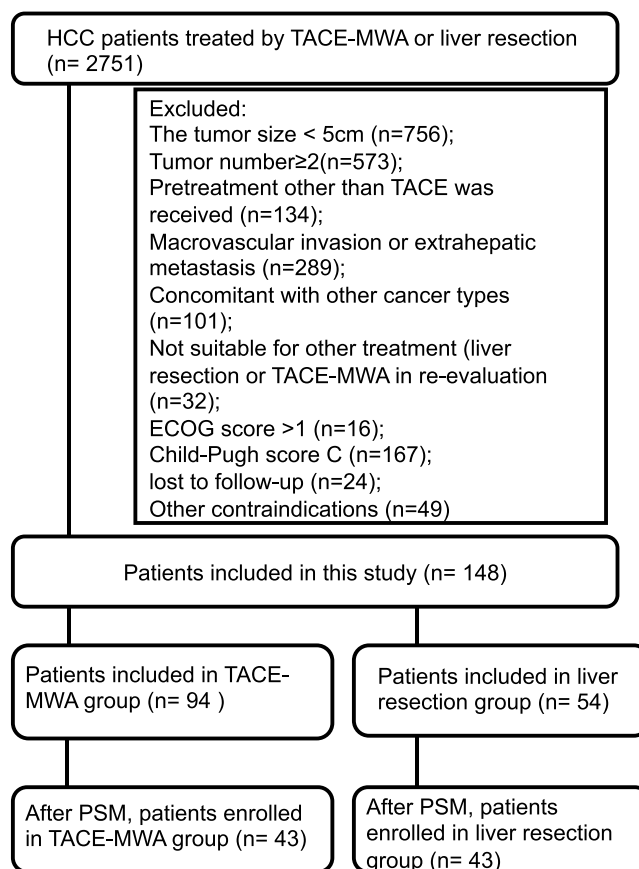 HCC patients treated by TACE-MWA or liver resection
(n= 2751)
Excluded:
The tumor size < 5cm (n=756);
Tumor number≥2(n=573);
Pretreatment other than TACE was
received (n=134);
Macrovascular invasion or extrahepatic
metastasis (n=289);
Concomitant with other cancer types
(n=101);
Not suitable for other treatment (liver
resection or TACE-MWA in re-evaluation
(n=32);
ECOG score >1 (n=16);
Child-Pugh score C (n=167);
lost to follow-up (n=24);
Other contraindications (n=49)
Patients included in this study (n= 148)
Patients included in TACE-
MWA group (n= 94 )
Patients included in liver
resection group (n= 54)
After PSM, patients enrolled
in TACE-MWA group (n= 43)
After PSM, patients
enrolled in liver resection
group (n= 43)